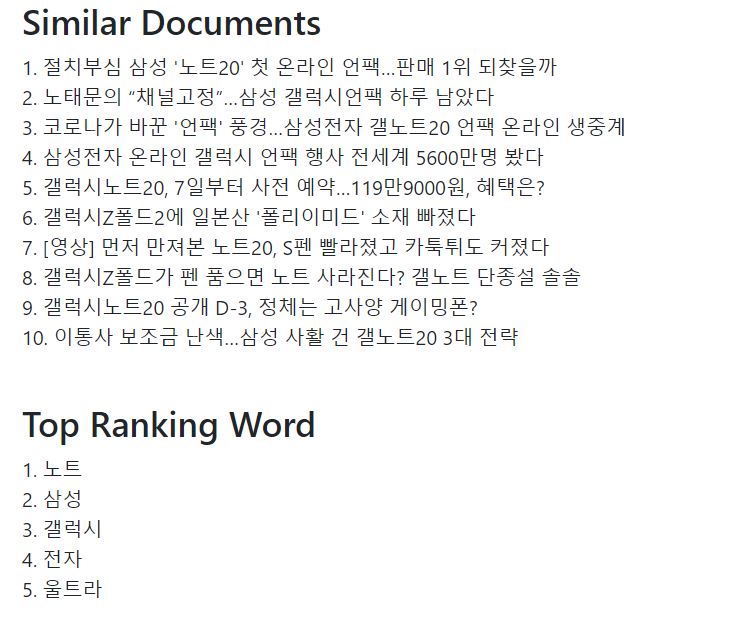 Similar Documents
1. 절치부심 삼성 '노트20' 첫 온라인 언팩...판매 1위 되찾을까
2. 노태문의 “채널고정”...삼성 갤럭시언팩 하루 남았다
3. 코로나가 바꾼 '언팩' 풍경...삼성전자 갤노트20 언팩 온라인 생중계
4. 삼성전자 온라인 갤럭시 언팩 행사 전세계 5600만명 봤다
5. 갤럭시노트20, 7일부터 사전 예약...119만9000원, 혜택은?
6. 갤럭시Z폴드2에 일본산 '폴리이미드' 소재 빠졌다
7. [영상] 먼저 만져본 노트20, S펜 빨라졌고 카툭튀도 커졌다
8. 갤럭시Z폴드가 펜 품으면 노트 사라진다? 갤노트 단종설 솔솔
9. 갤럭시노트20 공개 D-3, 정체는 고사양 게이밍폰?
10. 이통사 보조금 난색...삼성 사활 건 갤노트20 3대 전략
Top Ranking Word
1. 노트
2. 삼성
3. 갤럭시
4. 전자
5. 울트라